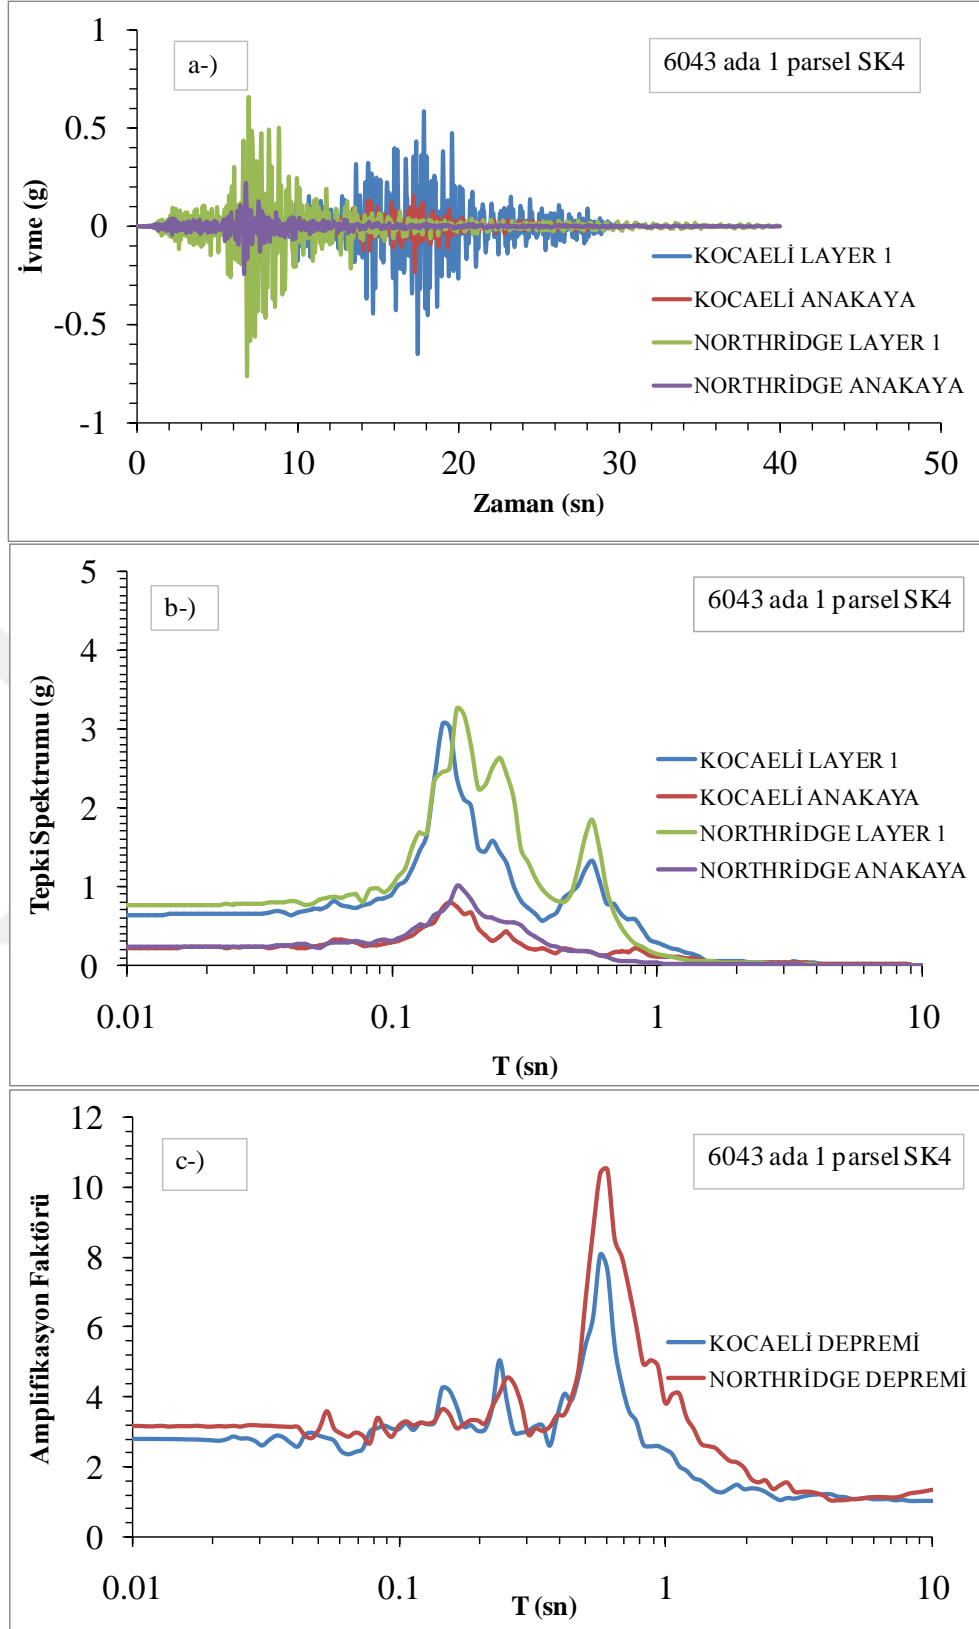 a-)
6043 ada 1 parsel SK4
1
0.5
0
-0.5
-1
İvme (g)
KOCAELİ LAYER 1
KOCAELİ ANAKAYA
NORTHRİDGE LAYER 1
NORTHRİDGE ANAKAYA
0 10 20 30 40 50
Zaman (sn)
b-)
6043 ada 1 parsel SK4
5
4
3
2
1
0
Tepki Spektrumu (g)
KOCAELİ LAYER 1
KOCAELİ ANAKAYA
NORTHRİDGE LAYER 1
NORTHRİDGE ANAKAYA
0.01 0.1 1 10
T (sn)
c-)
6043 ada 1 parsel SK4
12
10
8
6
4
2
0
Amplifikasyon Faktörü
KOCAELİ DEPREMİ
NORTHRİDGE DEPREMİ
0.01 0.1 1 10
T (sn)